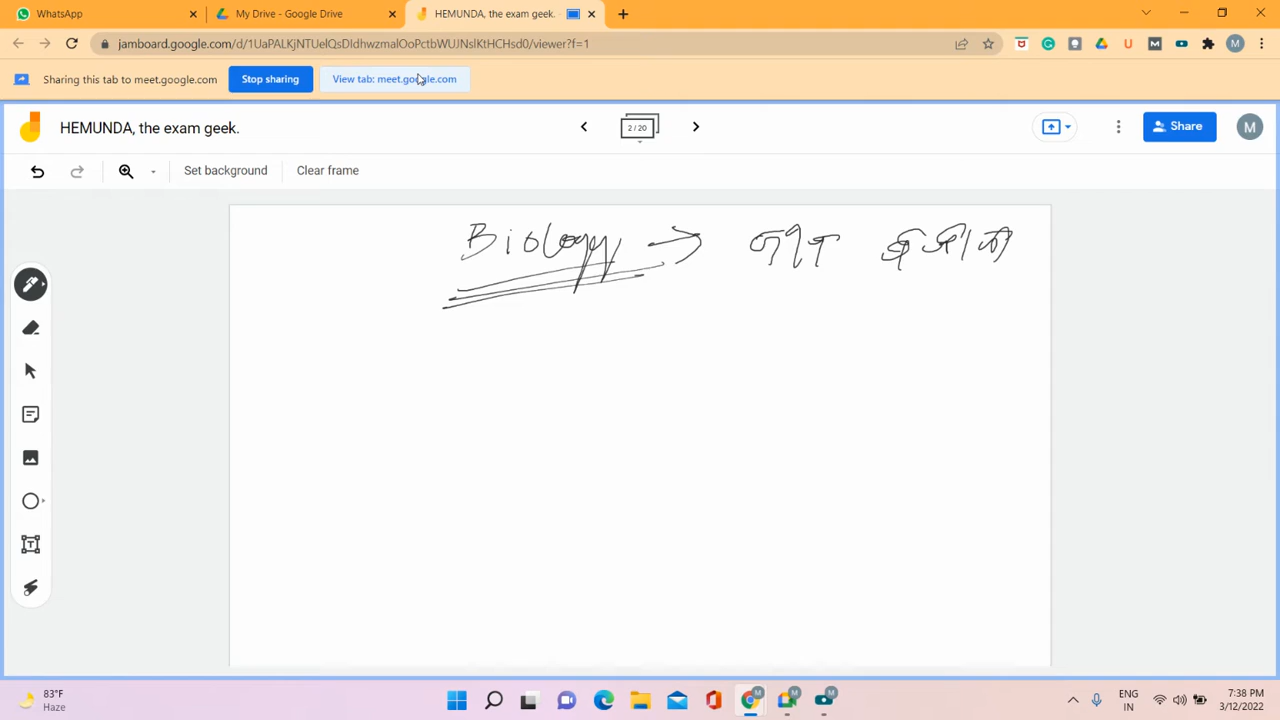 WhatsApp
My Drive - Google Drive
HEMUNDA, the exam geek.
jamboard.google.com/d/1UaPALKjNTUelQsDIdhwzmalOoPctbWUJNslKtHCHsd0/viewer?f=1
Sharing this tab to meet.google.com
Stop sharing
View tab: meet.google.com
HEMUNDA, the exam geek.
2 / 20
Share
M
Set background
Clear frame
Biology →
83°F
Haze
ENG
IN
7:38 PM
3/12/2022